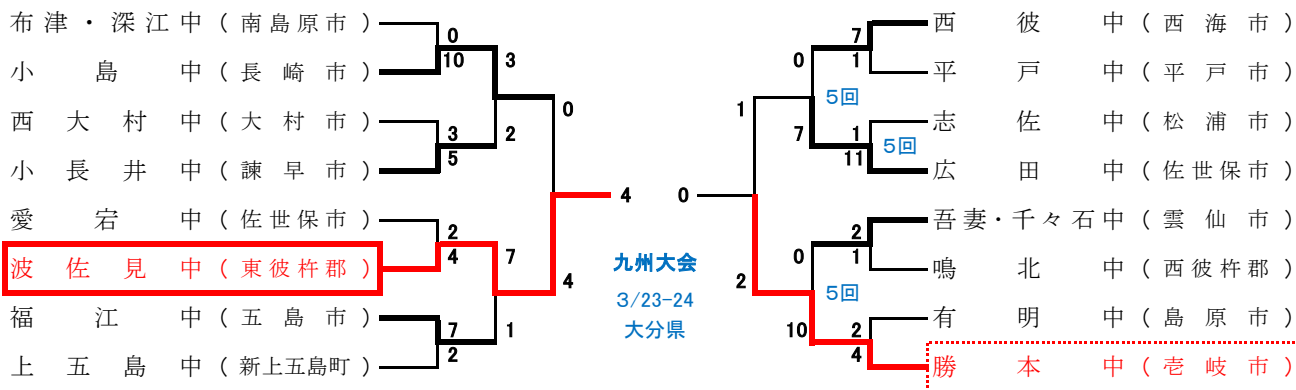 布津・深江中（南島原市）
0
10
小島中（長崎市）
3
西大村中（大村市）
3
5
2
小長井中（諫早市）
0
愛宕中（佐世保市）
2
4
波佐見中（東彼杵郡）
7
福江中（五島市）
7
2
1
上五島中（新上五島町）
4
4
0
九州大会
3/23-24
大分県
西彼中（西海市）
7
1
平戸中（平戸市）
0
5回
志佐中（松浦市）
1
11
5回
7
広田中（佐世保市）
1
吾妻・千々石中（雲仙市）
2
1
鳴北中（西彼杵郡）
0
5回
有明中（島原市）
2
4
10
勝本中（壱岐市）
2